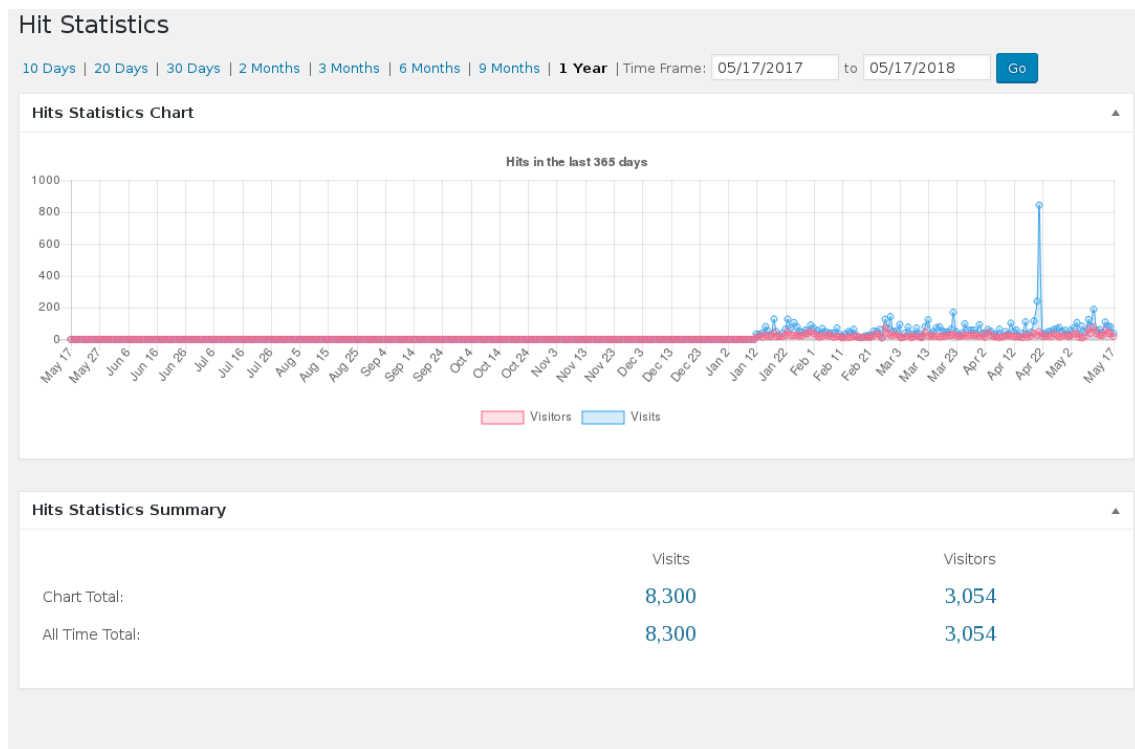 Hit Statistics
10 Days | 20 Days | 30 Days | 2 Months | 3 Months | 6 Months | 9 Months | 1 Year | Time Frame: 05/17/2017 to 05/17/2018 Go
Hits Statistics Chart
Hits in the last 365 days
1000
800
600
400
200
0
May 17 May 27 Jun 6 Jun 16 Jun 26 Jul 6 Jul 16 Jul 26 Aug 5 Aug 15 Aug 25 Sep 4 Sep 14 Sep 24 Oct 4 Oct 14 Oct 24 Nov 3 Nov 13 Nov 23 Dec 3 Dec 13 Dec 23 Jan 2 Jan 12 Jan 22 Feb 1 Feb 11 Feb 21 Mar 3 Mar 13 Mar 23 Apr 2 Apr 12 Apr 22 May 2 May 17
Visitors Visits
Hits Statistics Summary
Visits Visitors
Chart Total: 8,300 3,054
All Time Total: 8,300 3,054